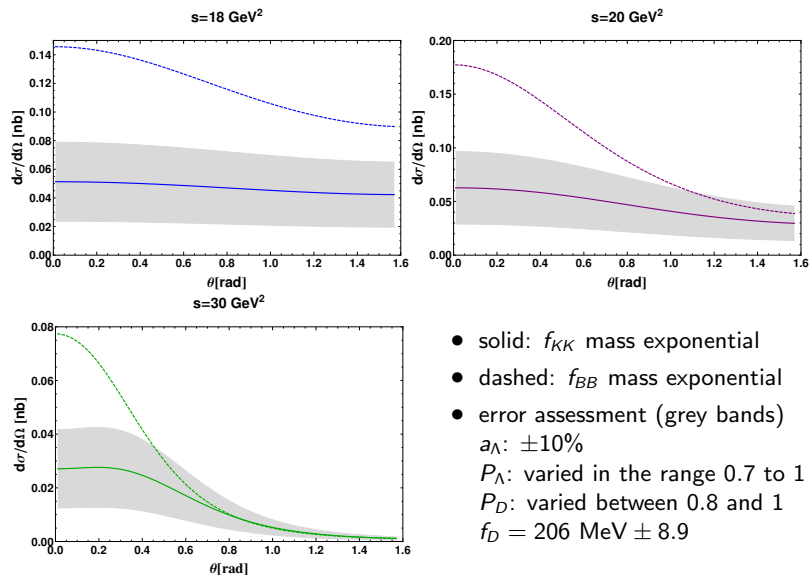 s=18 GeV²
dσ/dΩ [nb]
0.14
0.12
0.10
0.08
0.06
0.04
0.02
0.00
0.0 0.2 0.4 0.6 0.8 1.0 1.2 1.4 1.6
θ[rad]
s=20 GeV²
dσ/dΩ [nb]
0.20
0.15
0.10
0.05
0.00
0.0 0.2 0.4 0.6 0.8 1.0 1.2 1.4 1.6
θ[rad]
s=30 GeV²
dσ/dΩ [nb]
0.08
0.06
0.04
0.02
0.00
0.0 0.2 0.4 0.6 0.8 1.0 1.2 1.4 1.6
θ[rad]
• solid: f_KK mass exponential
• dashed: f_BB mass exponential
• error assessment (grey bands)
a_Λ: ±10%
P_Λ: varied in the range 0.7 to 1
P_D: varied between 0.8 and 1
f_D = 206 MeV ± 8.9